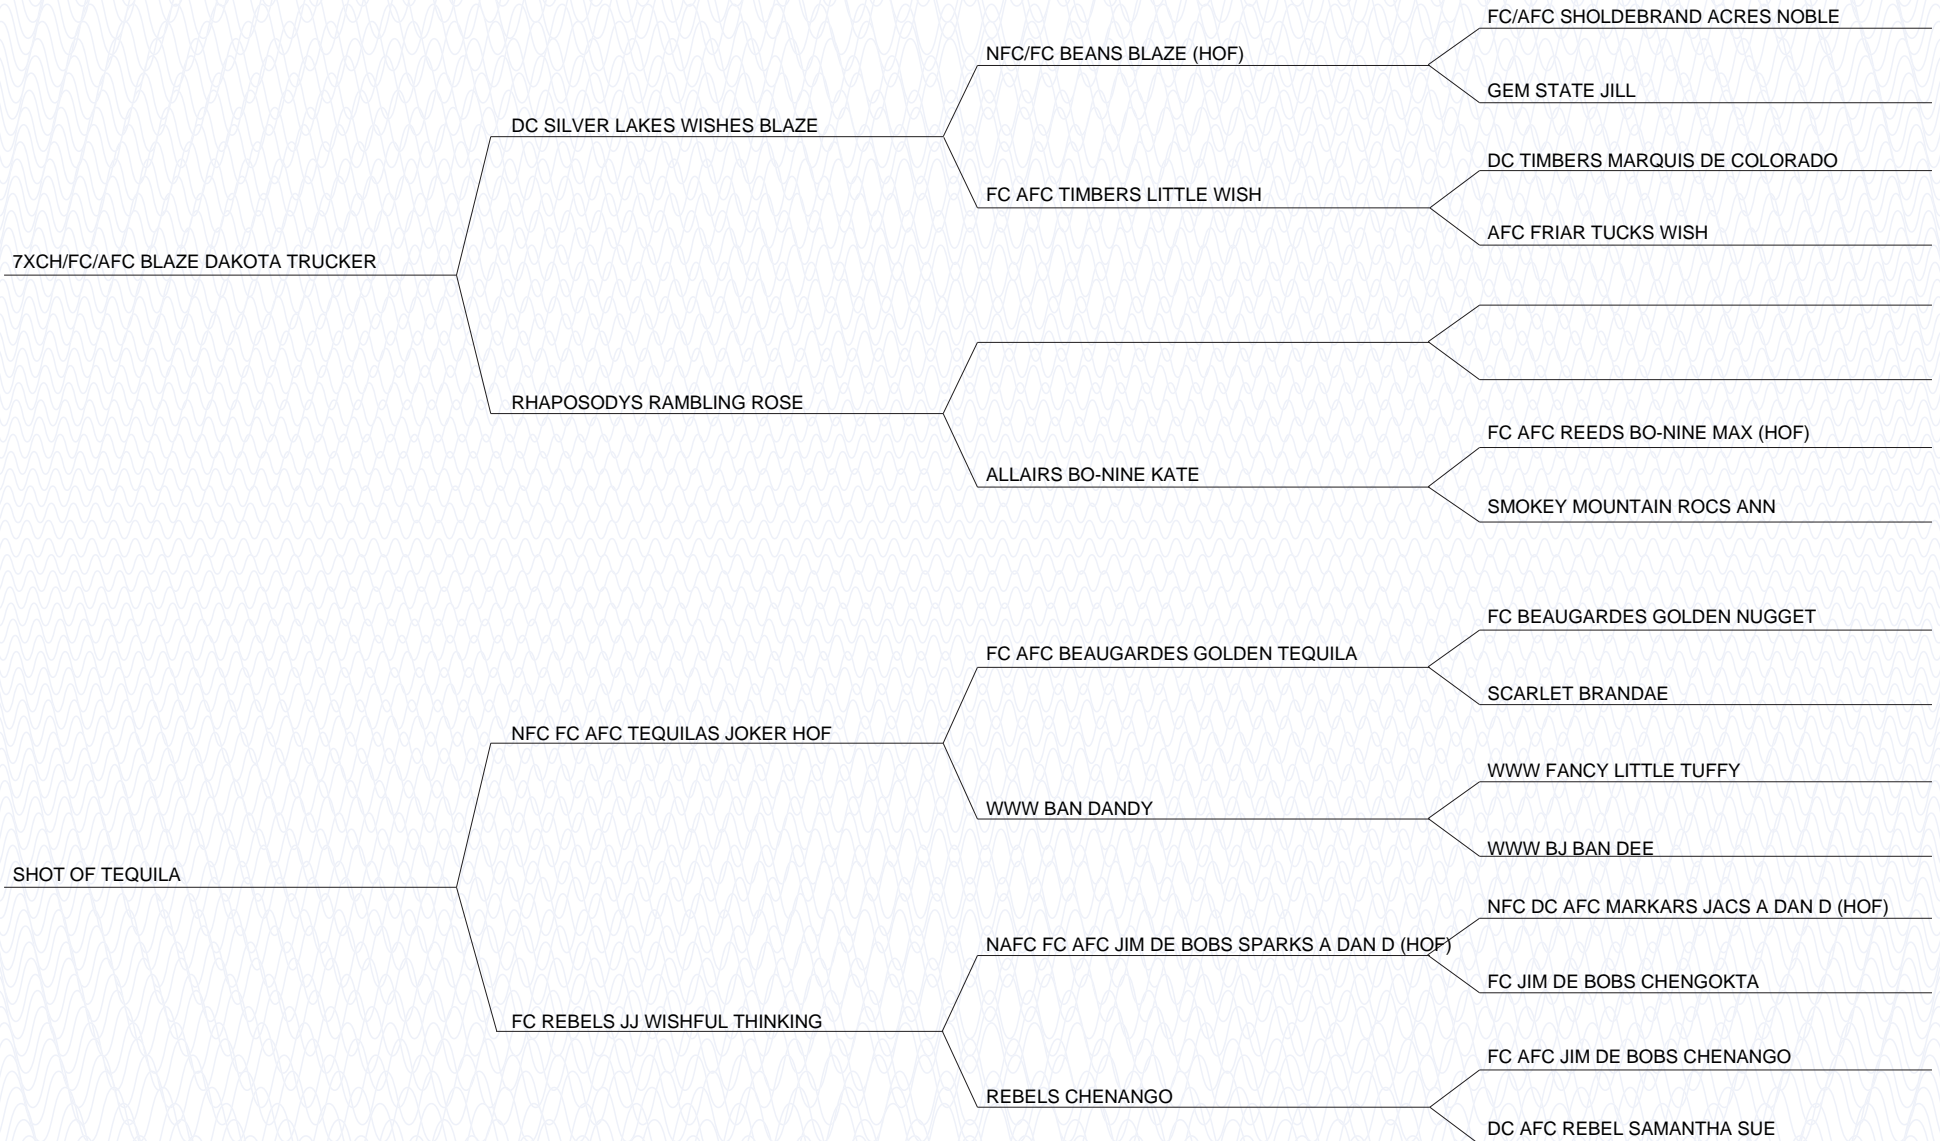 FC/AFC SHOLDEBRAND ACRES NOBLE
NFC/FC BEANS BLAZE (HOF)
GEM STATE JILL
DC SILVER LAKES WISHES BLAZE
DC TIMBERS MARQUIS DE COLORADO
FC AFC TIMBERS LITTLE WISH
AFC FRIAR TUCKS WISH
7XCH/FC/AFC BLAZE DAKOTA TRUCKER
RHAPOSODYS RAMBLING ROSE
FC AFC REEDS BO-NINE MAX (HOF)
ALLAIRS BO-NINE KATE
SMOKEY MOUNTAIN ROCS ANN
FC BEAUGARDES GOLDEN NUGGET
FC AFC BEAUGARDES GOLDEN TEQUILA
SCARLET BRANDAE
NFC FC AFC TEQUILAS JOKER HOF
WWW FANCY LITTLE TUFFY
WWW BAN DANDY
WWW BJ BAN DEE
SHOT OF TEQUILA
NFC DC AFC MARKARS JACS A DAN D (HOF)
NAFC FC AFC JIM DE BOBS SPARKS A DAN D (HOF)
FC JIM DE BOBS CHENGOKTA
FC REBELS JJ WISHFUL THINKING
FC AFC JIM DE BOBS CHENANGO
REBELS CHENANGO
DC AFC REBEL SAMANTHA SUE